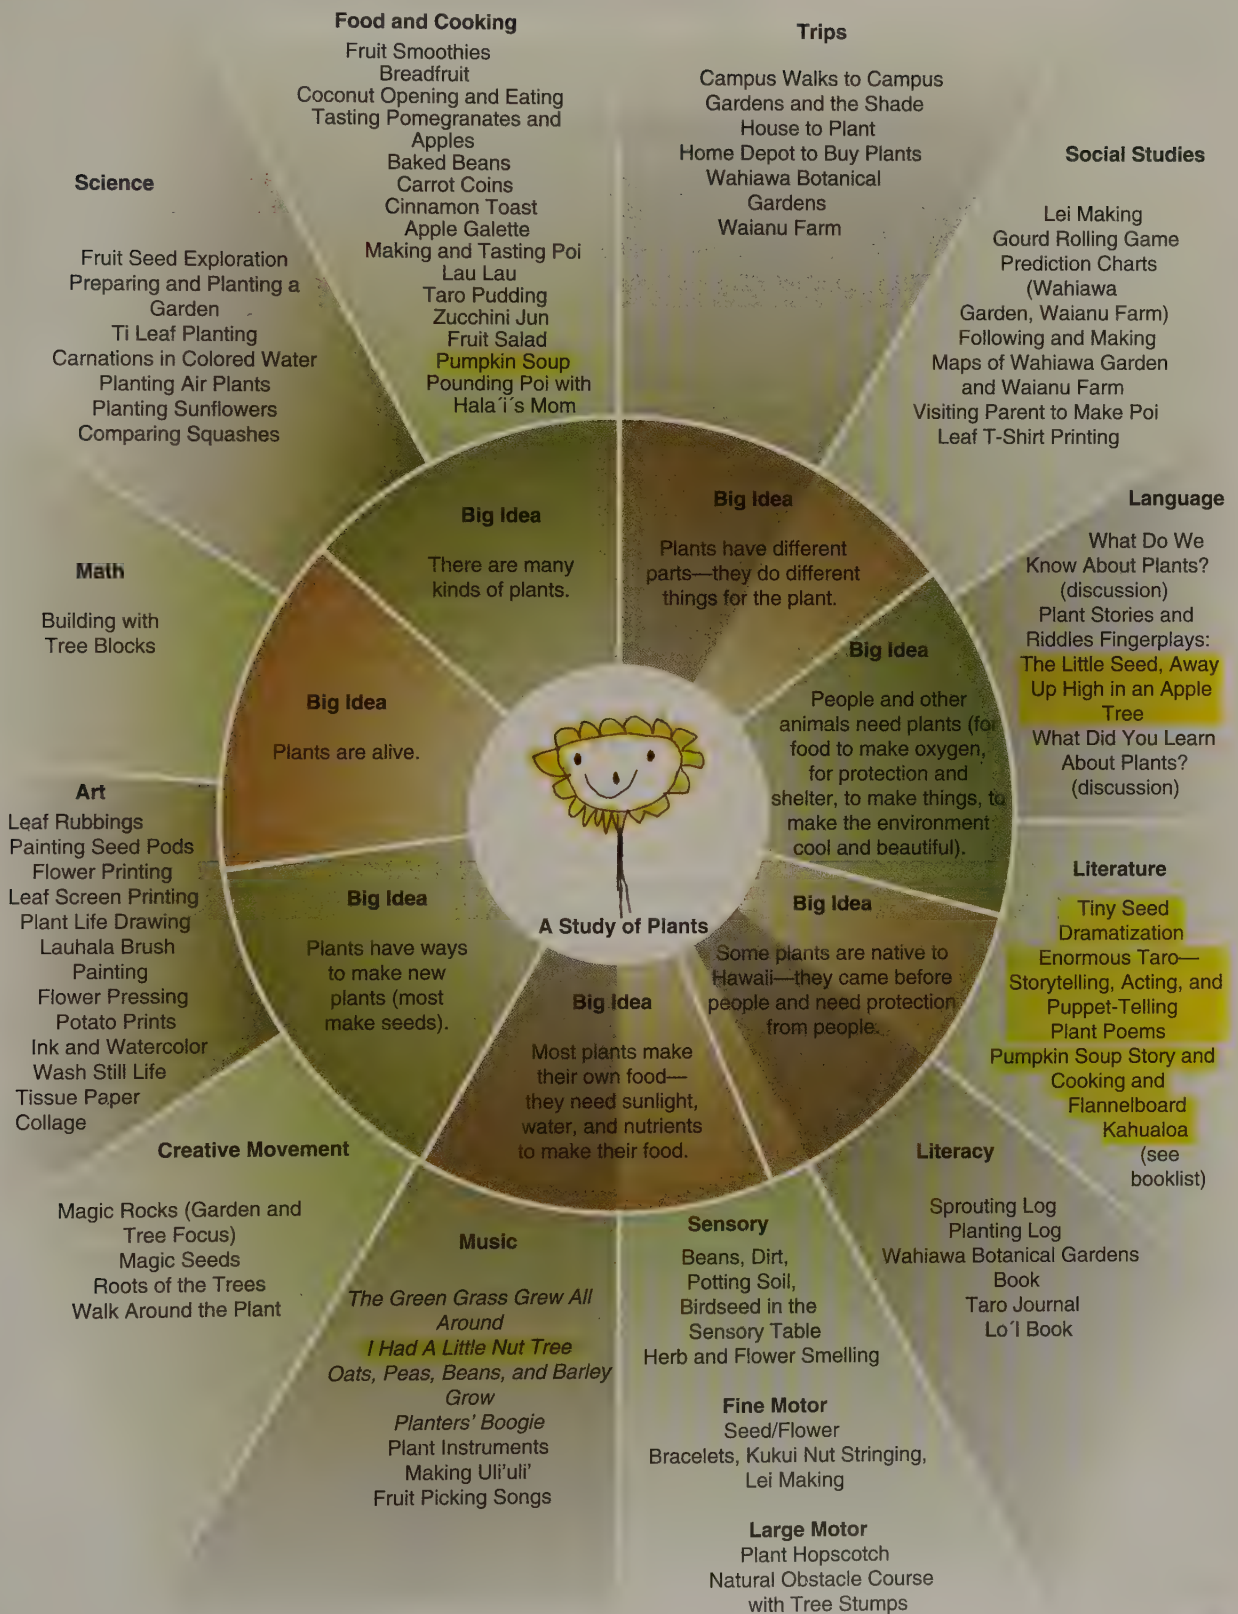 Food and Cooking
Fruit Smoothies
Breadfruit
Coconut Opening and Eating
Tasting Pomegranates and
Apples
Baked Beans
Carrot Coins
Cinnamon Toast
Apple Galette
Making and Tasting Poi
Lau Lau
Taro Pudding
Zucchini Jun
Fruit Salad
Pumpkin Soup
Pounding Poi with
Hala´i´s Mom
Trips
Campus Walks to Campus
Gardens and the Shade
House to Plant
Home Depot to Buy Plants
Wahiawa Botanical
Gardens
Waianu Farm
Social Studies
Lei Making
Gourd Rolling Game
Prediction Charts
(Wahiawa
Garden, Waianu Farm)
Following and Making
Maps of Wahiawa Garden
and Waianu Farm
Visiting Parent to Make Poi
Leaf T-Shirt Printing
Language
What Do We
Know About Plants?
(discussion)
Plant Stories and
Riddles Fingerplays:
The Little Seed, Away
Up High in an Apple
Tree
What Did You Learn
About Plants?
(discussion)
Literature
Tiny Seed
Dramatization
Enormous Taro—
Storytelling, Acting, and
Puppet-Telling
Plant Poems
Pumpkin Soup Story and
Cooking and
Flannelboard
Kahualoa
(see
booklist)
Literacy
Sprouting Log
Planting Log
Wahiawa Botanical Gardens
Book
Taro Journal
Lo´I Book
Sensory
Beans, Dirt,
Potting Soil,
Birdseed in the
Sensory Table
Herb and Flower Smelling
Fine Motor
Seed/Flower
Bracelets, Kukui Nut Stringing,
Lei Making
Large Motor
Plant Hopscotch
Natural Obstacle Course
with Tree Stumps
Music
The Green Grass Grew All
Around
I Had A Little Nut Tree
Oats, Peas, Beans, and Barley
Grow
Planters' Boogie
Plant Instruments
Making Uli'uli'
Fruit Picking Songs
Creative Movement
Magic Rocks (Garden and
Tree Focus)
Magic Seeds
Roots of the Trees
Walk Around the Plant
Art
Leaf Rubbings
Painting Seed Pods
Flower Printing
Leaf Screen Printing
Plant Life Drawing
Lauhala Brush
Painting
Flower Pressing
Potato Prints
Ink and Watercolor
Wash Still Life
Tissue Paper
Collage
Math
Building with
Tree Blocks
Science
Fruit Seed Exploration
Preparing and Planting a
Garden
Ti Leaf Planting
Carnations in Colored Water
Planting Air Plants
Planting Sunflowers
Comparing Squashes
Big Idea
There are many
kinds of plants.
Big Idea
Plants have different
parts—they do different
things for the plant.
Big Idea
People and other
animals need plants (for
food to make oxygen,
for protection and
shelter, to make things, to
make the environment
cool and beautiful).
Big Idea
Some plants are native to
Hawaii—they came before
people and need protection
from people.
Big Idea
Most plants make
their own food—
they need sunlight,
water, and nutrients
to make their food.
Big Idea
Plants have ways
to make new
plants (most
make seeds).
Big Idea
Plants are alive.
A Study of Plants